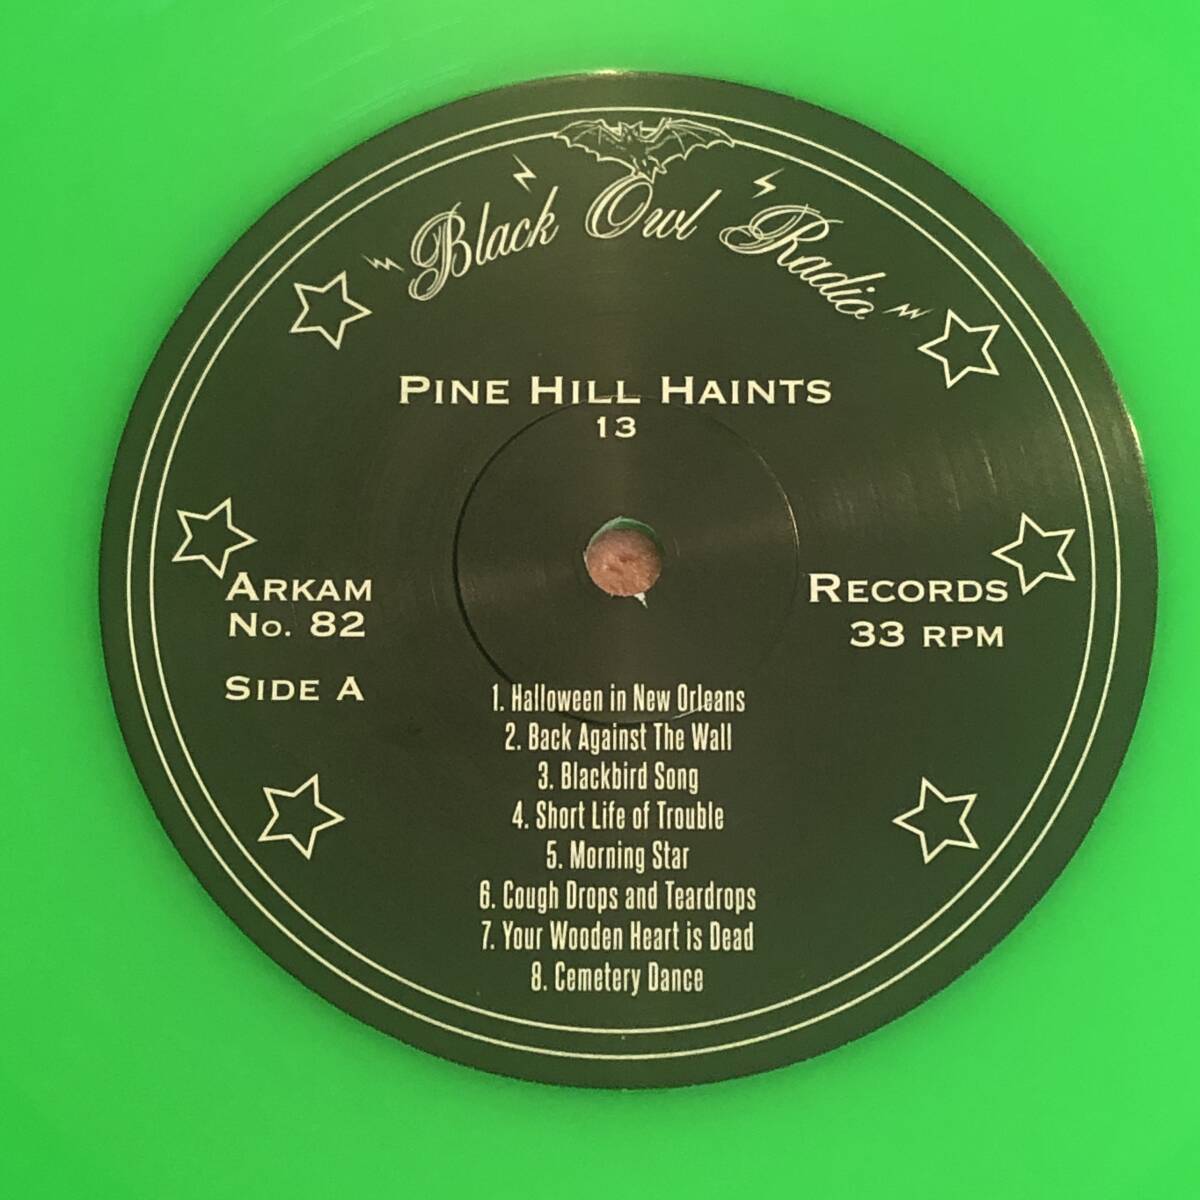 Black Owl Radio
PINE HILL HAINTS
13
ARKAM RECORDS
No. 82 33 RPM
SIDE A
1. Halloween in New Orleans
2. Back Against The Wall
3. Blackbird Song
4. Short Life of Trouble
5. Morning Star
6. Cough Drops and Teardrops
7. Your Wooden Heart is Dead
8. Cemetery Dance